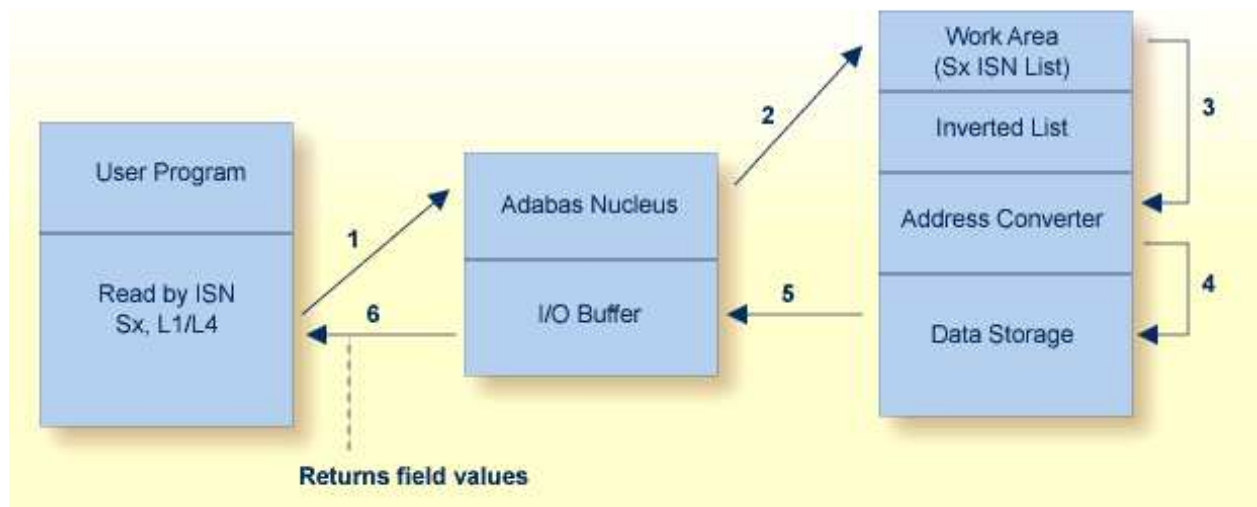 User Program
Read by ISN
Sx, L1/L4
1
6
Returns field values
Adabas Nucleus
I/O Buffer
2
5
Work Area
(Sx ISN List)
Inverted List
Address Converter
Data Storage
3
4